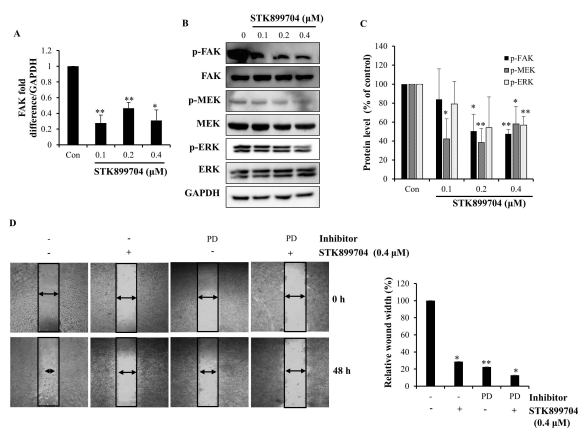 A
FAK fold
difference/GAPDH
1.2
1
0.8
0.6
0.4
0.2
0
**
**
*
Con
0.1
0.2
0.4
STK899704 (μM)
B
STK899704 (μM)
0
0.1
0.2
0.4
p-FAK
FAK
p-MEK
MEK
p-ERK
ERK
GAPDH
C
p-FAK
p-MEK
p-ERK
Protein level (% of control)
140
120
100
80
60
40
20
0
*
*
**
**
*
**
Con
0.1
0.2
0.4
STK899704 (μM)
D
- - PD PD Inhibitor
- + - + STK899704 (0.4 μM)
0 h
48 h
Relative wound width (%)
120
100
80
60
40
20
0
*
**
*
- - PD PD Inhibitor
- + - + STK899704
(0.4 μM)